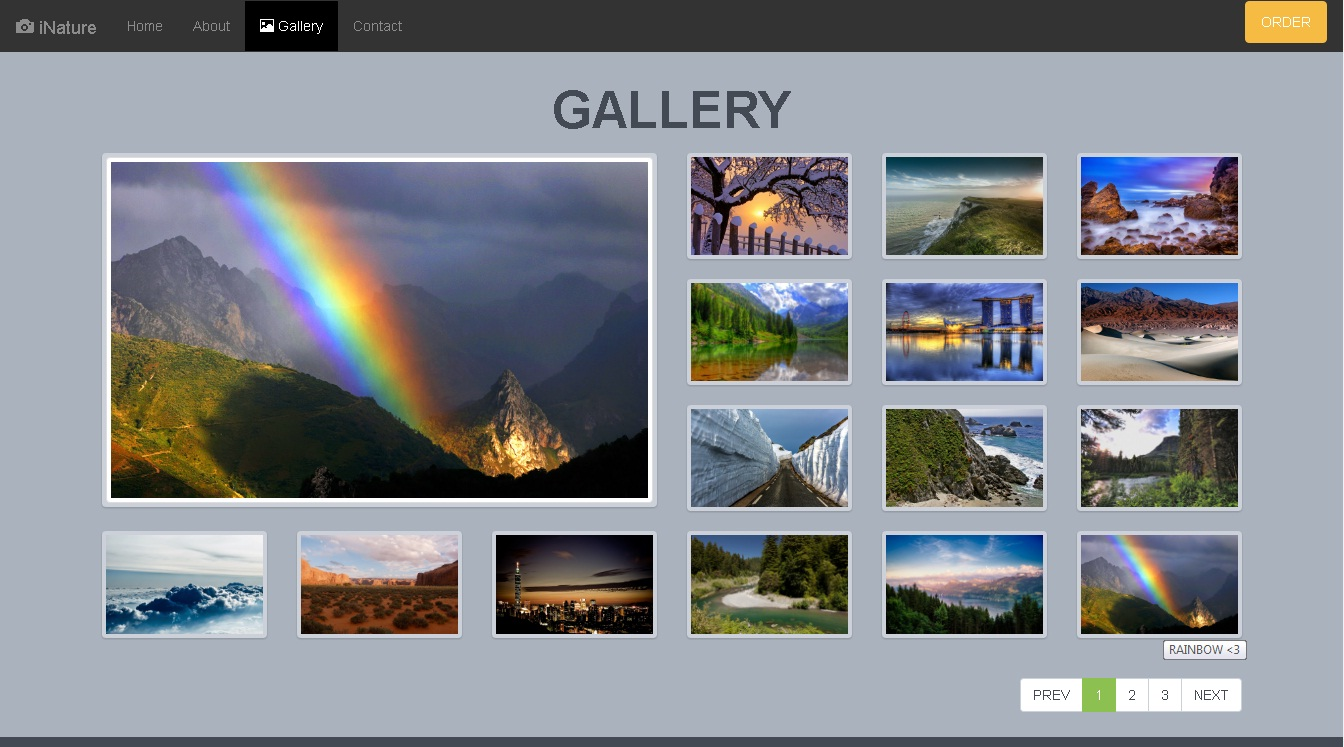 iNature Home About Gallery Contact ORDER
GALLERY
RAINBOW <3
PREV 1 2 3 NEXT